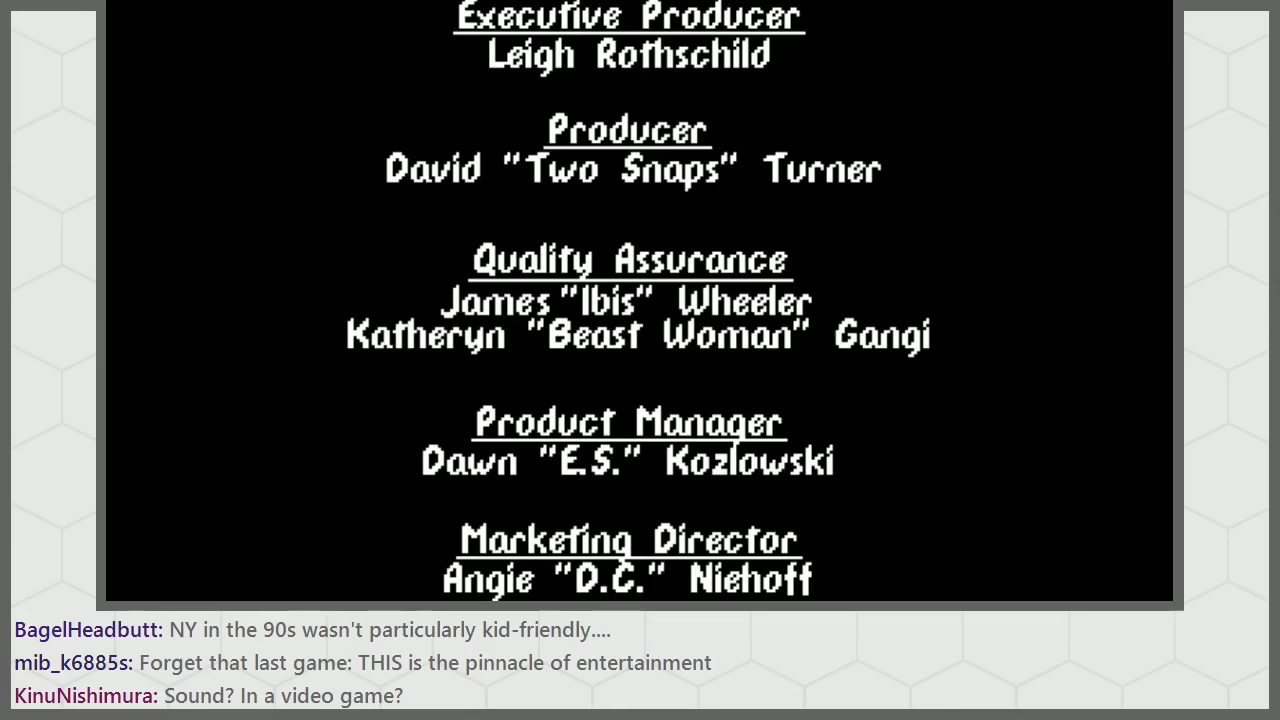 Executive Producer
Leigh Rothschild
Producer
David "Two Snaps" Turner
Quality Assurance
James "Ibis" Wheeler
Katheryn "Beast Woman" Gangi
Product Manager
Dawn "E.S." Kozlowski
Marketing Director
Angie "D.C." Niehoff
BagelHeadbutt: NY in the 90s wasn't particularly kid-friendly....
mib_k6885s: Forget that last game: THIS is the pinnacle of entertainment
KinuNishimura: Sound? In a video game?